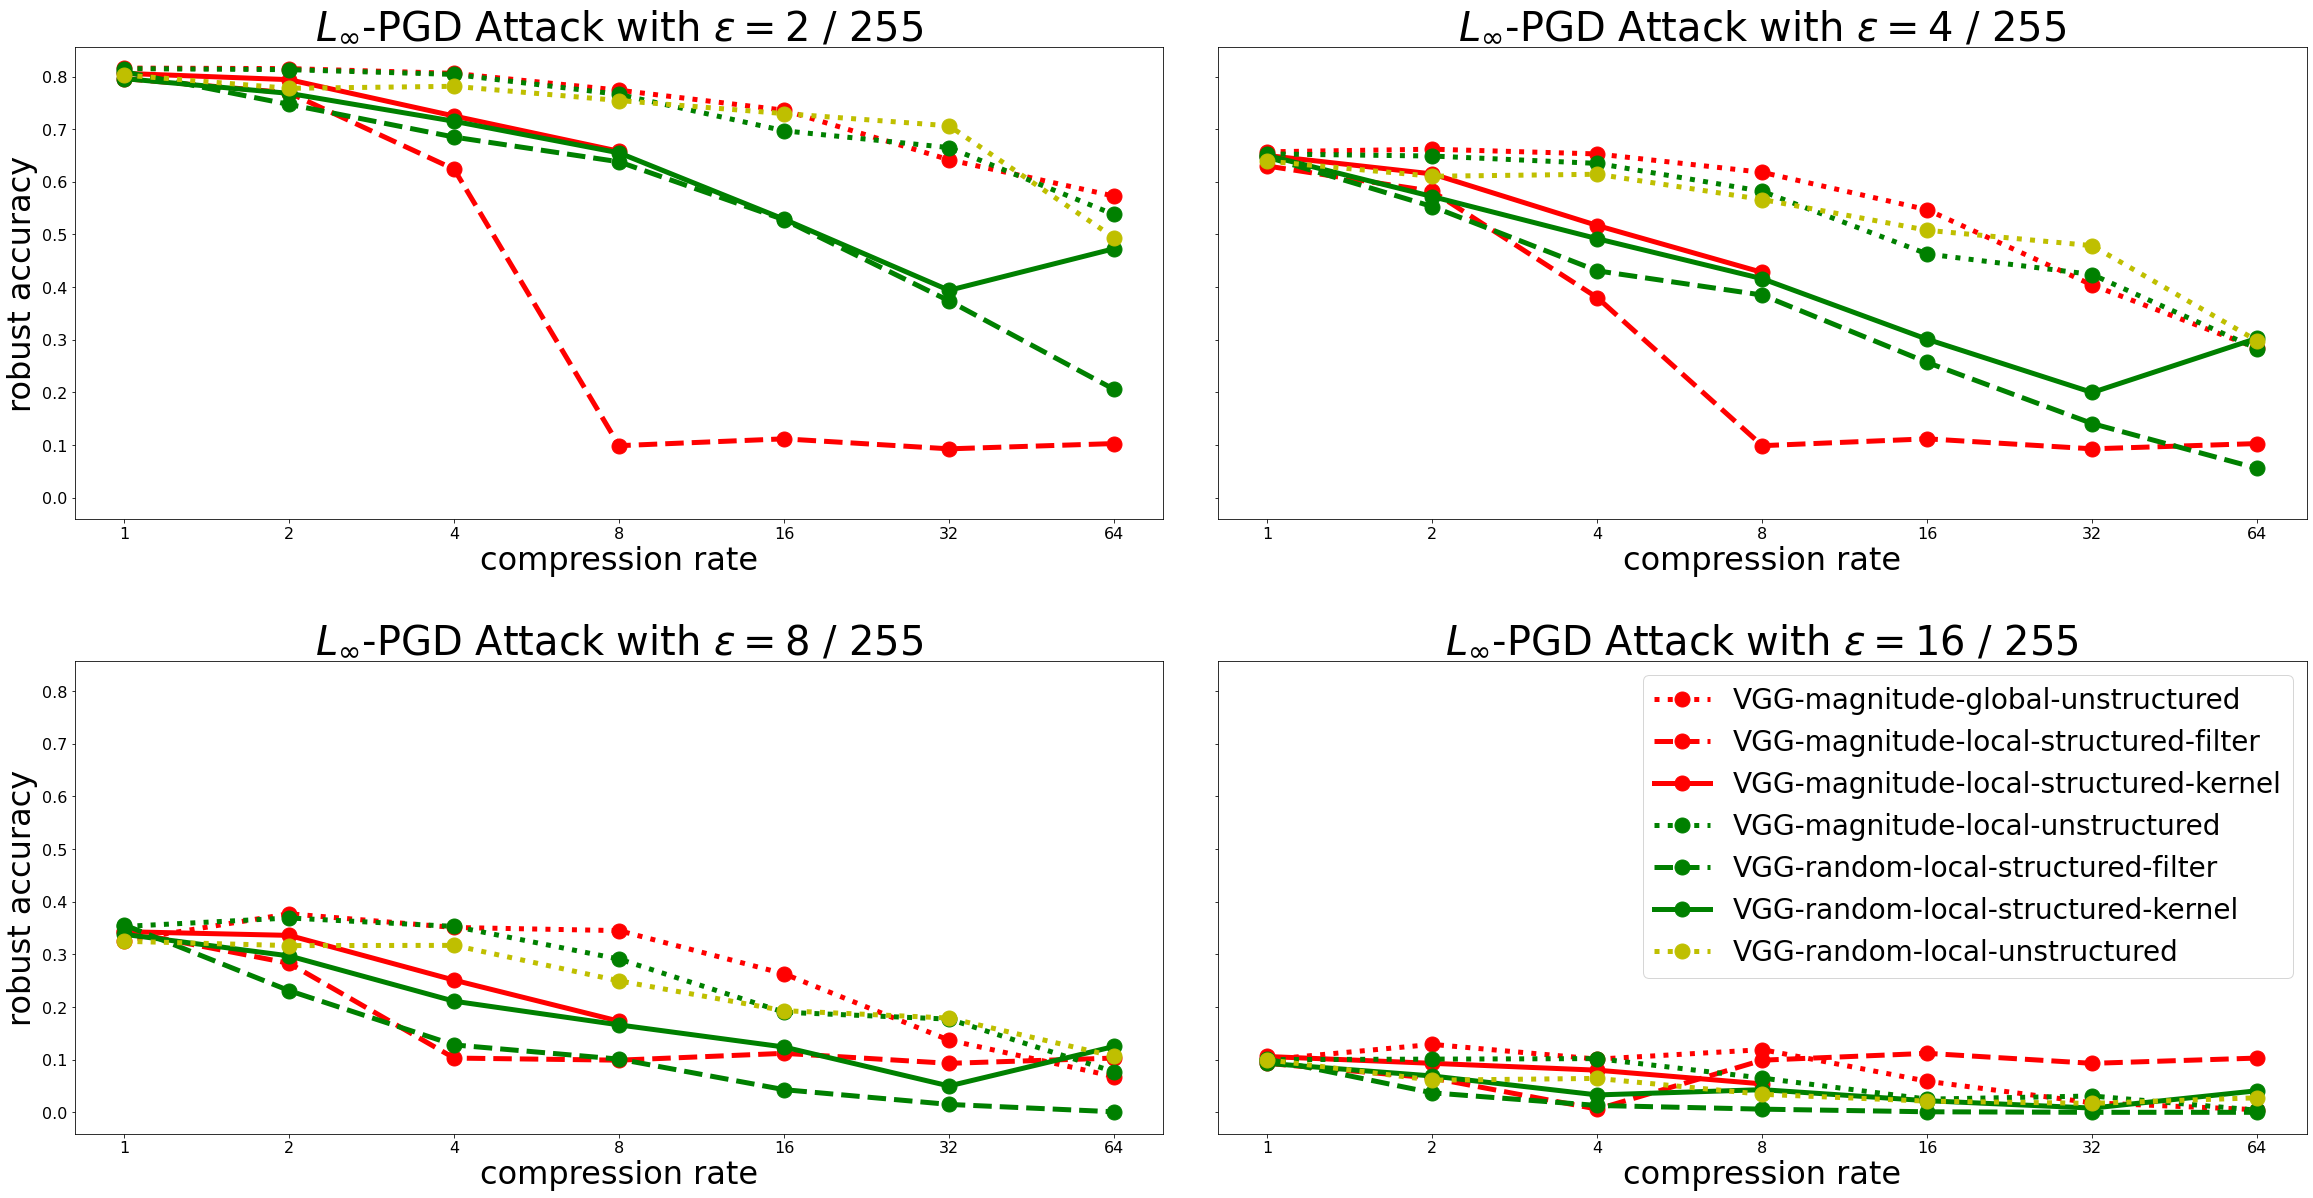 L∞-PGD Attack with ε = 2 / 255
robust accuracy
0.8
0.7
0.6
0.5
0.4
0.3
0.2
0.1
0.0
1 2 4 8 16 32 64
compression rate
L∞-PGD Attack with ε = 4 / 255
1 2 4 8 16 32 64
compression rate
L∞-PGD Attack with ε = 8 / 255
robust accuracy
0.8
0.7
0.6
0.5
0.4
0.3
0.2
0.1
0.0
1 2 4 8 16 32 64
compression rate
L∞-PGD Attack with ε = 16 / 255
VGG-magnitude-global-unstructured
VGG-magnitude-local-structured-filter
VGG-magnitude-local-structured-kernel
VGG-magnitude-local-unstructured
VGG-random-local-structured-filter
VGG-random-local-structured-kernel
VGG-random-local-unstructured
1 2 4 8 16 32 64
compression rate